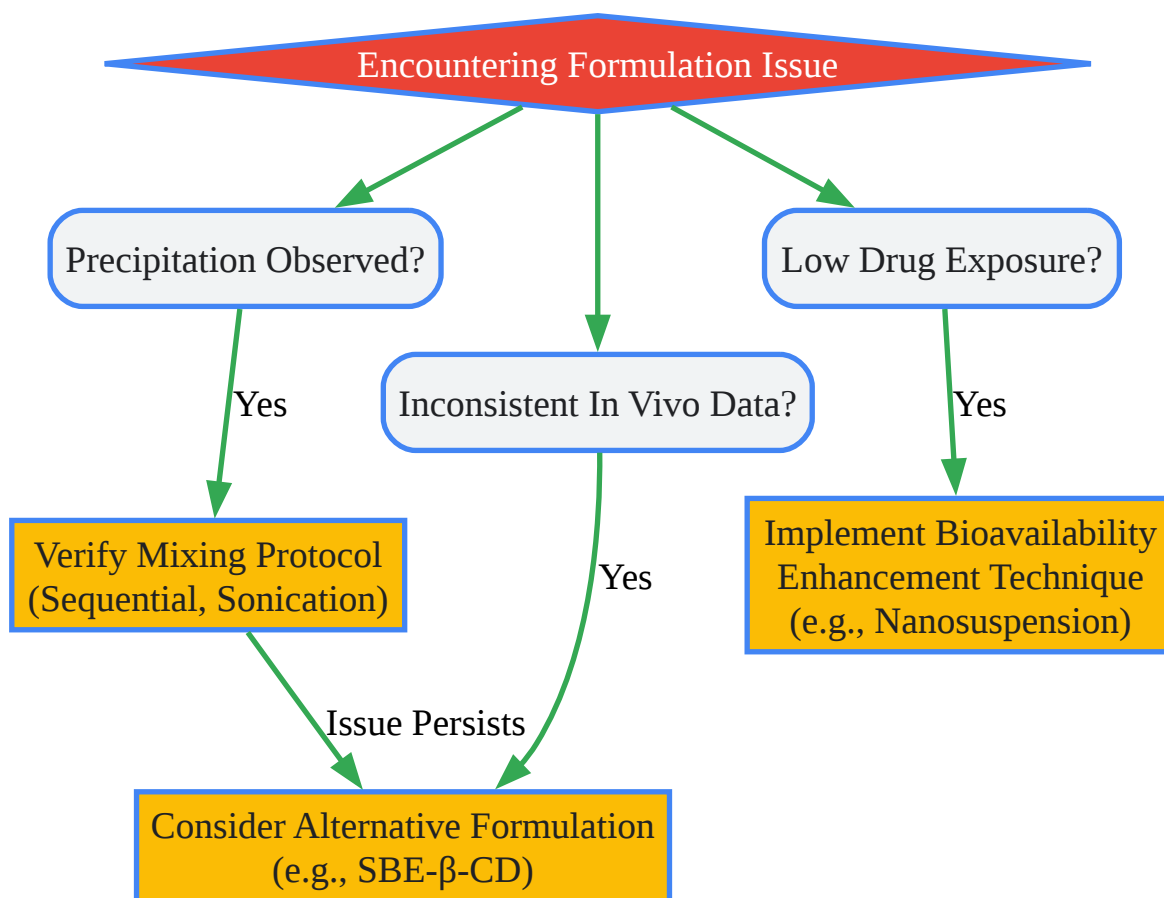 Encountering Formulation Issue
Precipitation Observed?
Low Drug Exposure?
Inconsistent In Vivo Data?
Yes
Yes
Verify Mixing Protocol
(Sequential, Sonication)
Implement Bioavailability
Enhancement Technique
(e.g., Nanosuspension)
Yes
Issue Persists
Consider Alternative Formulation
(e.g., SBE-β-CD)